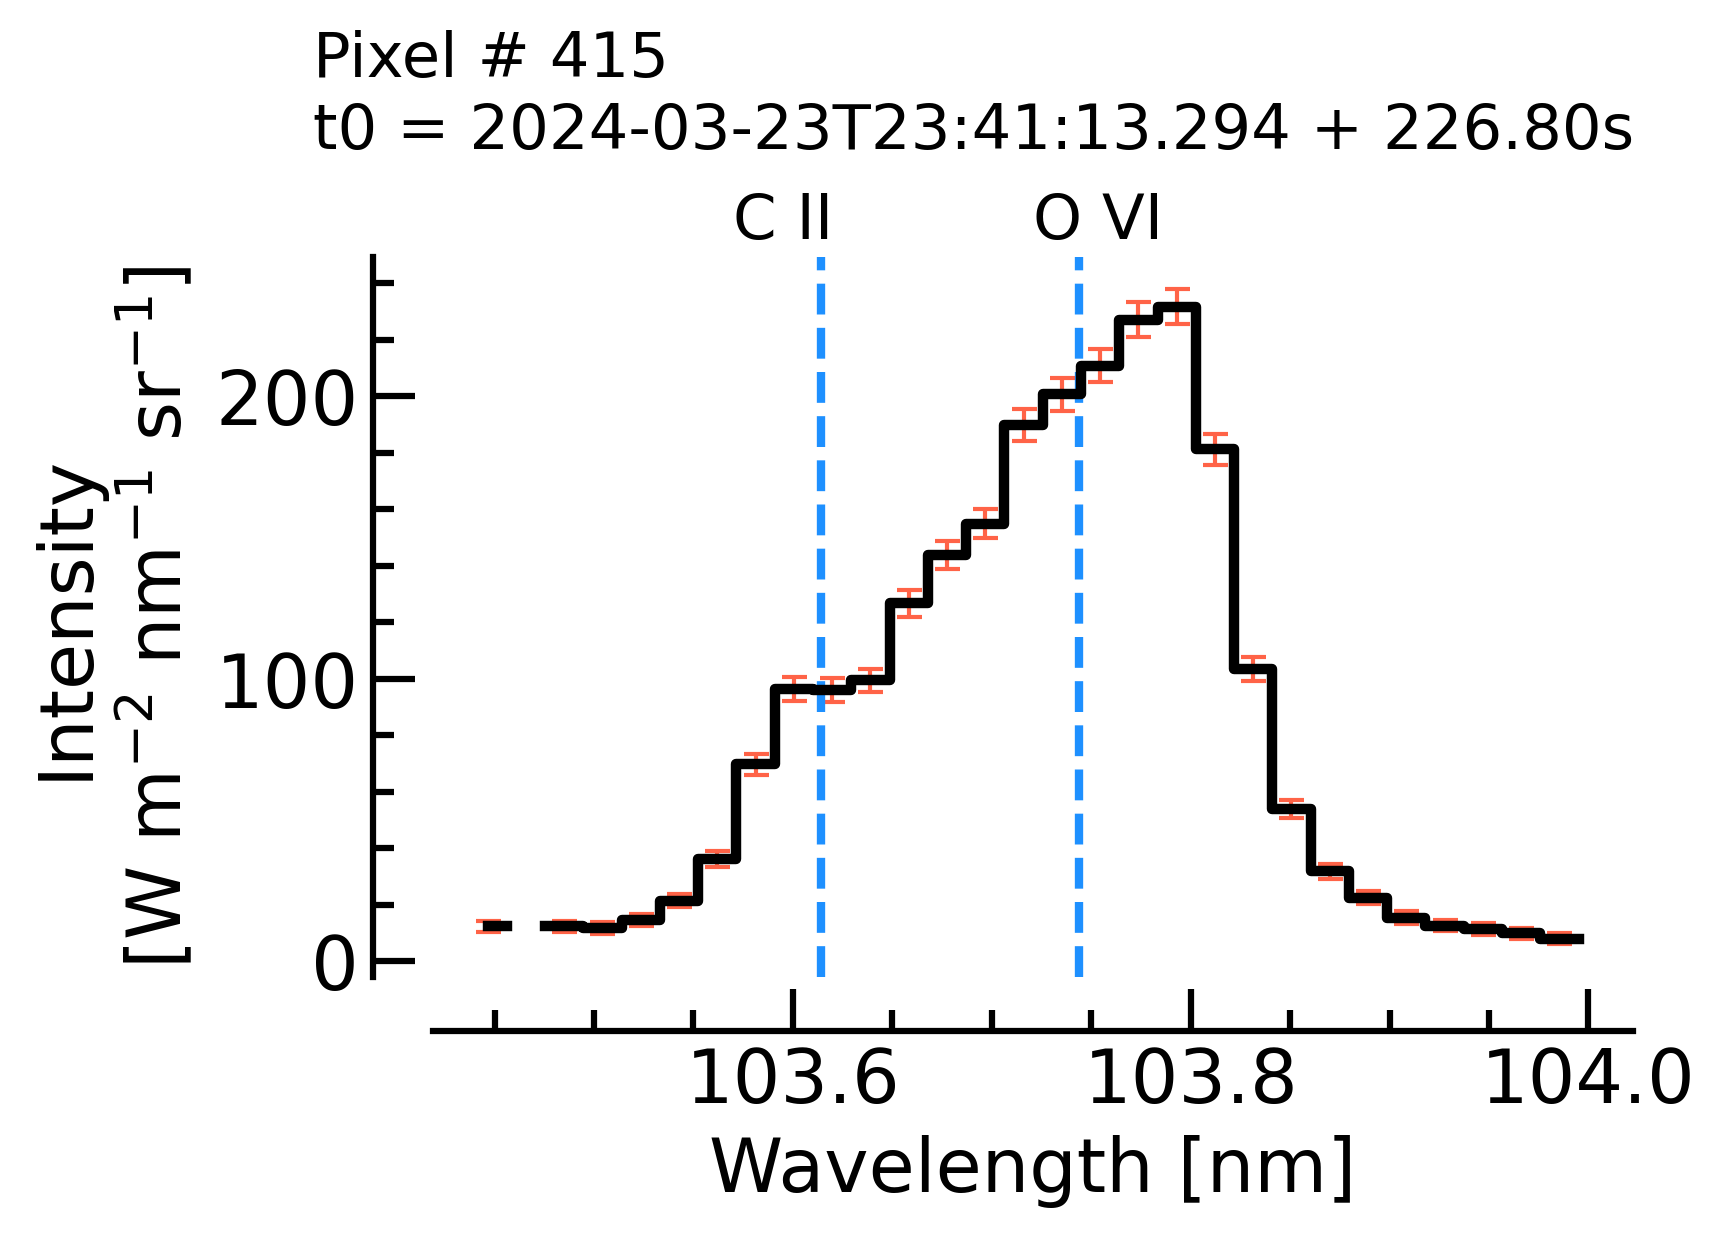 Pixel # 415
t0 = 2024-03-23T23:41:13.294 + 226.80s
C II O VI
Intensity
[W m⁻² nm⁻¹ sr⁻¹]
200
100
0
103.6 103.8 104.0
Wavelength [nm]